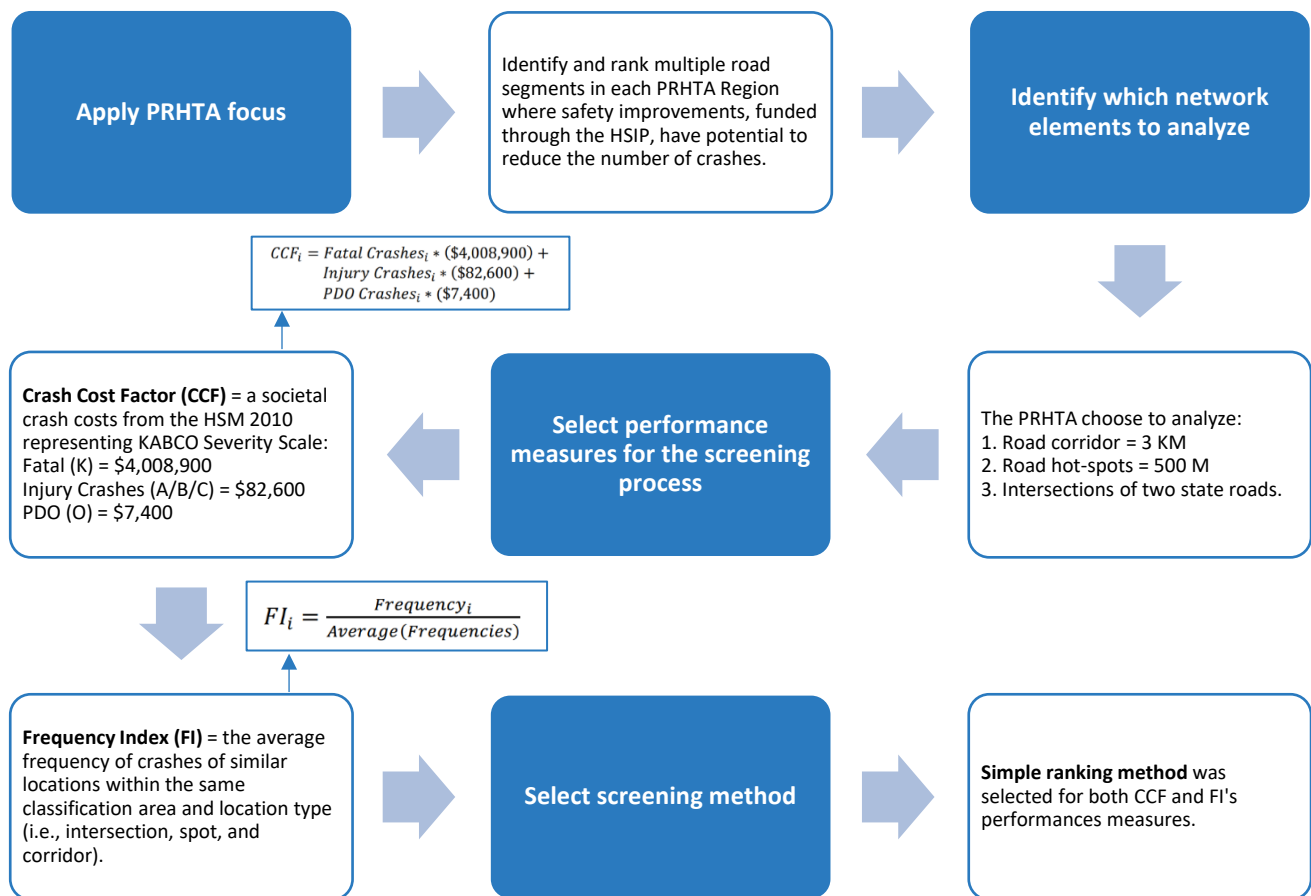 Apply PRHTA focus
Identify and rank multiple road
segments in each PRHTA Region
where safety improvements, funded
through the HSIP, have potential to
reduce the number of crashes.
Identify which network
elements to analyze
The PRHTA choose to analyze:
1. Road corridor = 3 KM
2. Road hot-spots = 500 M
3. Intersections of two state roads.
Select performance
measures for the screening
process
CCFᵢ = Fatal Crashesᵢ * ($4,008,900) +
Injury Crashesᵢ * ($82,600) +
PDO Crashesᵢ * ($7,400)
Crash Cost Factor (CCF) = a societal
crash costs from the HSM 2010
representing KABCO Severity Scale:
Fatal (K) = $4,008,900
Injury Crashes (A/B/C) = $82,600
PDO (O) = $7,400
FIᵢ = Frequencyᵢ / Average(Frequencies)
Frequency Index (FI) = the average
frequency of crashes of similar
locations within the same
classification area and location type
(i.e., intersection, spot, and
corridor).
Select screening method
Simple ranking method was
selected for both CCF and FI's
performances measures.